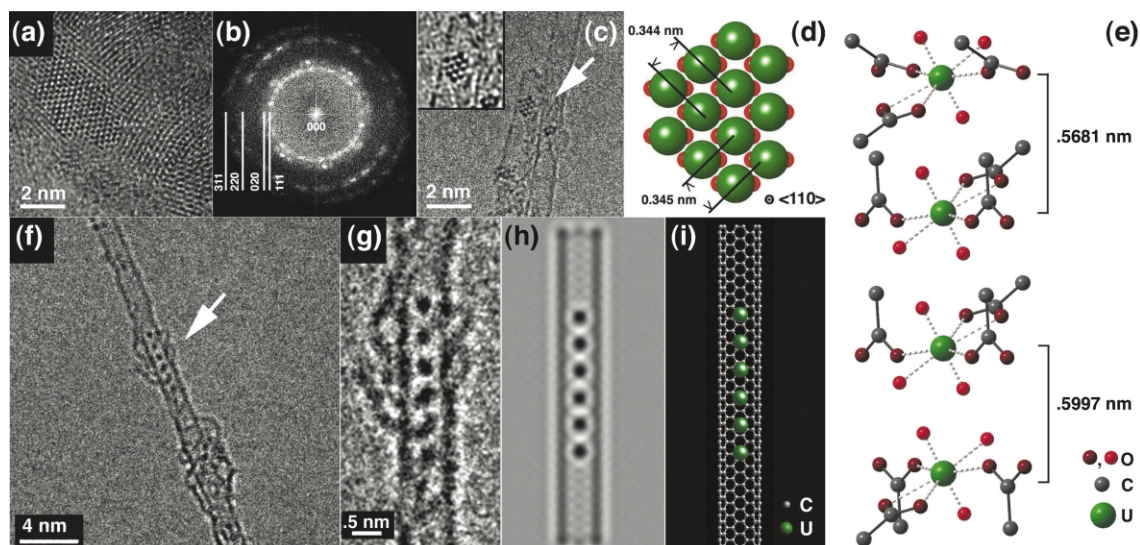 (a)
2 nm
(b)
000
311
220
020
111
(c)
2 nm
(d)
0.344 nm
0.345 nm
<110>
(e)
.5681 nm
.5997 nm
, O
C
U
(f)
4 nm
(g)
.5 nm
(h)
(i)
C
U